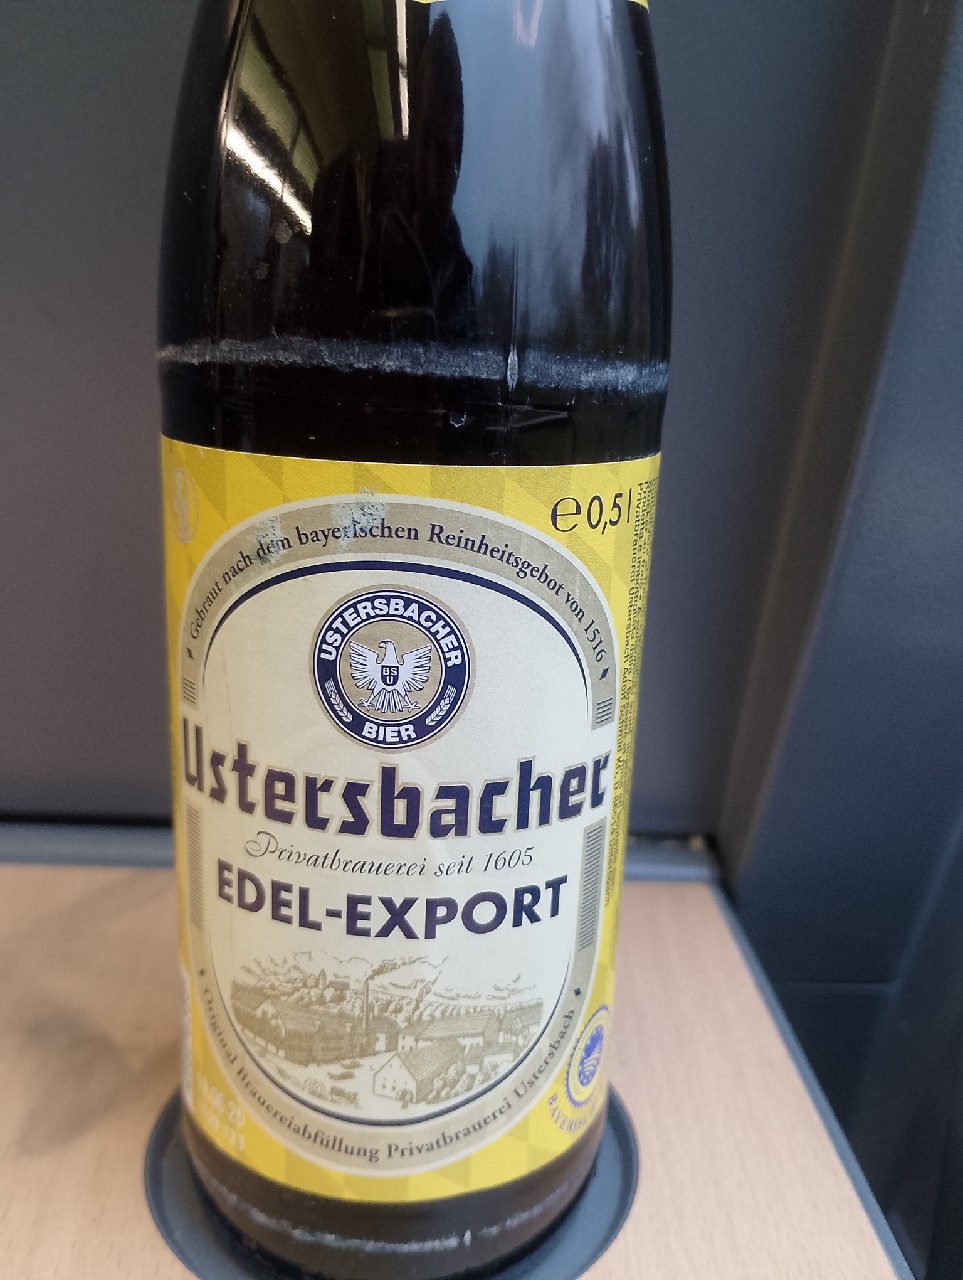 ℮ 0,5 l
Gebraut nach dem bayerischen Reinheitsgebot von 1516
USTERSBACHER
BSU
BIER
Ustersbacher
Privatbrauerei seit 1605
EDEL-EXPORT
Original Brauereiabfüllung Privatbrauerei Ustersbach